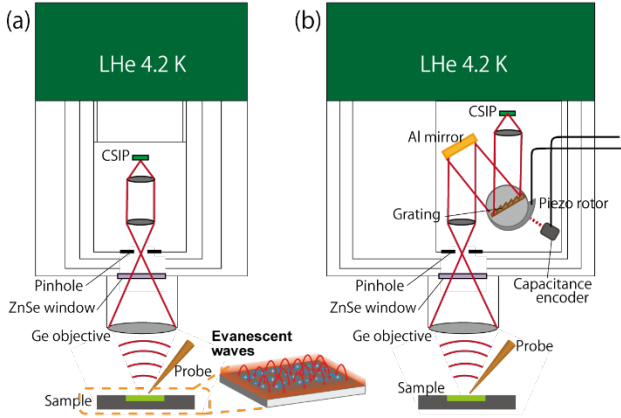 (a)
LHe 4.2 K
CSIP
Pinhole
ZnSe window
Ge objective
Probe
Sample
Evanescent
waves
(b)
LHe 4.2 K
CSIP
Al mirror
Grating
Piezo rotor
Capacitance
encoder
Pinhole
ZnSe window
Ge objective
Probe
Sample